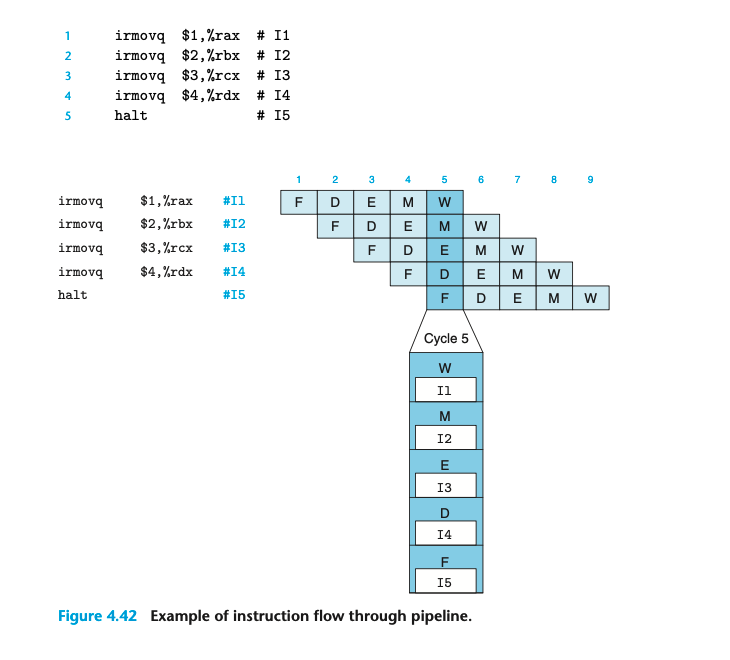 1 irmovq $1,%rax # I1
2 irmovq $2,%rbx # I2
3 irmovq $3,%rcx # I3
4 irmovq $4,%rdx # I4
5 halt # I5
1 2 3 4 5 6 7 8 9
irmovq $1,%rax #I1 F D E M W
irmovq $2,%rbx #I2 F D E M W
irmovq $3,%rcx #I3 F D E M W
irmovq $4,%rdx #I4 F D E M W
halt #I5 F D E M W
Cycle 5
W
I1
M
I2
E
I3
D
I4
F
I5
Figure 4.42 Example of instruction flow through pipeline.